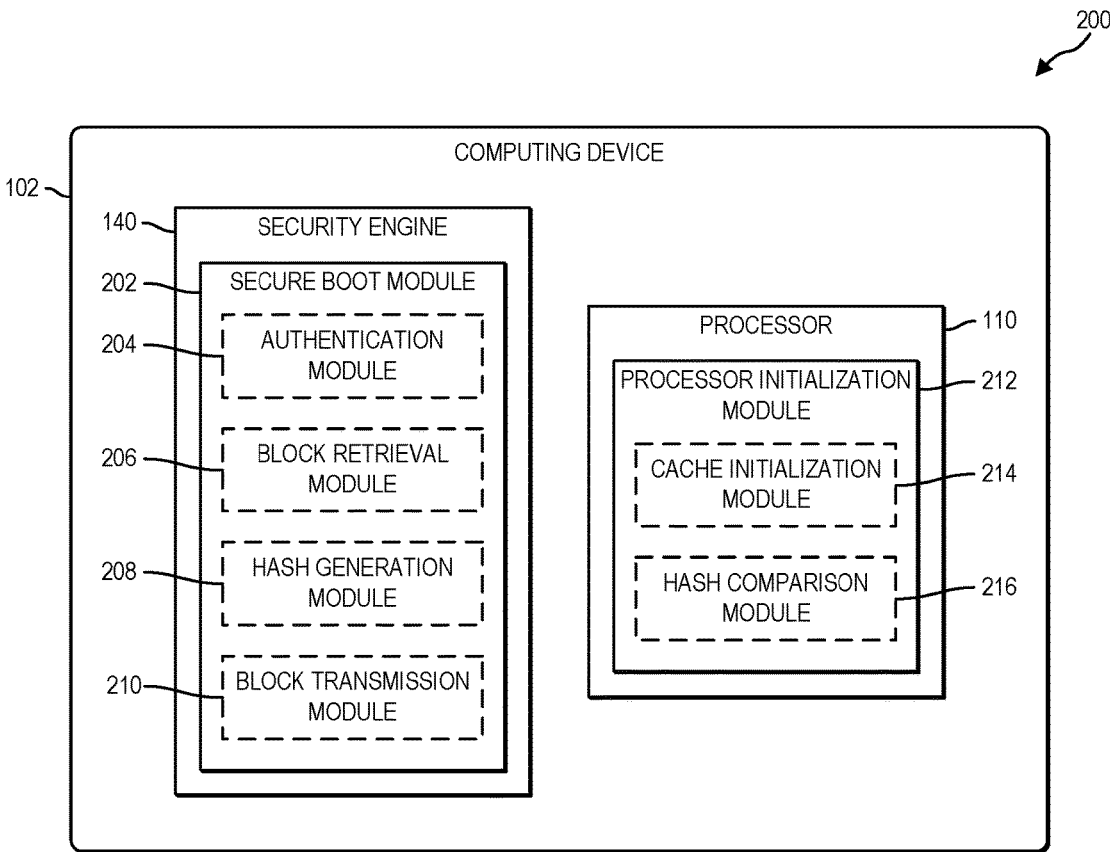 200
COMPUTING DEVICE
102
140
SECURITY ENGINE
202
SECURE BOOT MODULE
204
AUTHENTICATION
MODULE
206
BLOCK RETRIEVAL
MODULE
208
HASH GENERATION
MODULE
210
BLOCK TRANSMISSION
MODULE
PROCESSOR
110
PROCESSOR INITIALIZATION
MODULE
212
CACHE INITIALIZATION
MODULE
214
HASH COMPARISON
MODULE
216